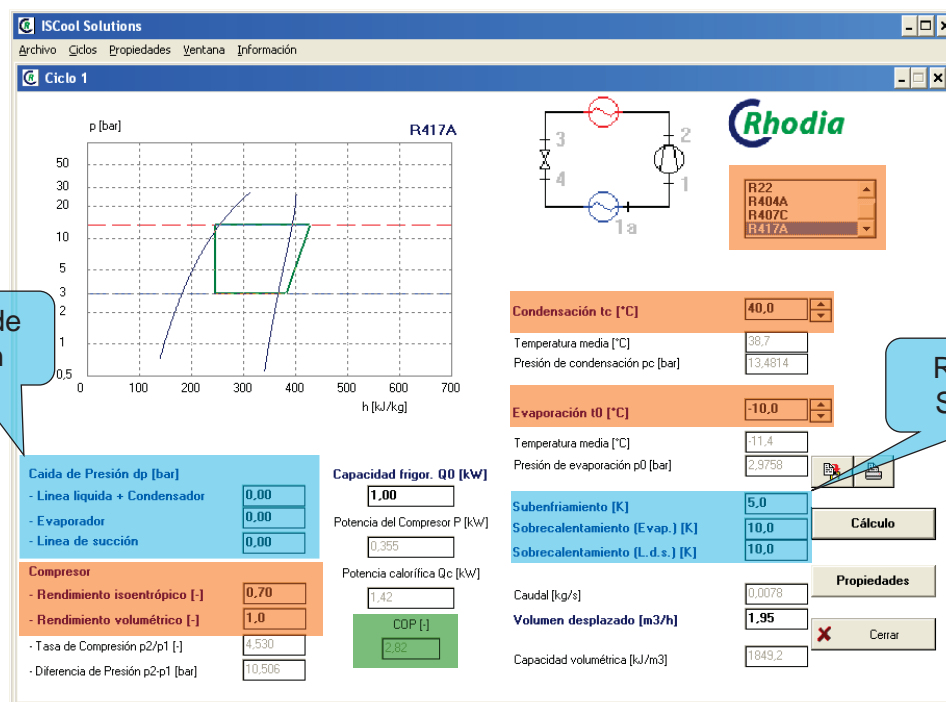 ISCool Solutions
Archivo Ciclos Propiedades Ventana Información
Ciclo 1
p [bar]
R417A
50
30
20
10
5
3
2
1
0,5
0 100 200 300 400 500 600 700
h [kJ/kg]
3
2
4
1
1a
Rhodia
R22
R404A
R407C
R417A
de
Condensación tc [°C] 40,0
Temperatura media [°C] 38,7
Presión de condensación pc [bar] 13,4814
R
S
Evaporación t0 [°C] -10,0
Temperatura media [°C] -11,4
Presión de evaporación p0 [bar] 2,9758
Caida de Presión dp [bar]
- Linea liquida + Condensador 0,00
- Evaporador 0,00
- Linea de succión 0,00
Capacidad frigor. Q0 [kW]
1,00
Potencia del Compresor P [kW]
0,355
Potencia calorífica Qc [kW]
1,42
COP [-]
2,82
Subenfriamiento [K] 5,0
Sobrecalentamiento (Evap.) [K] 10,0
Sobrecalentamiento (L.d.s.) [K] 10,0
Cálculo
Compresor
- Rendimiento isoentrópico [-] 0,70
- Rendimiento volumétrico [-] 1,0
- Tasa de Compresión p2/p1 [-] 4,530
- Diferencia de Presión p2-p1 [bar] 10,506
Propiedades
Caudal [kg/s] 0,0078
Volumen desplazado [m3/h] 1,95
Cerrar
Capacidad volumétrica [kJ/m3] 1849,2